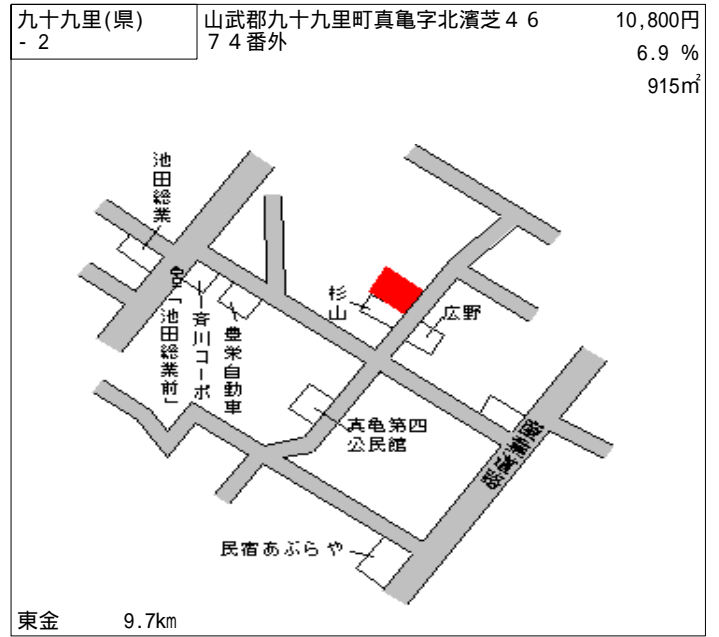 九十九里(県)
- 2
山武郡九十九里町真亀字北濱芝４６
７４番外
10,800円
6.9 %
915㎡
池田総業
「池田総業前」
斉川コーポ
豊栄自動車
杉山
広野
真亀第四
公民館
民宿あぶらや
東金 9.7km